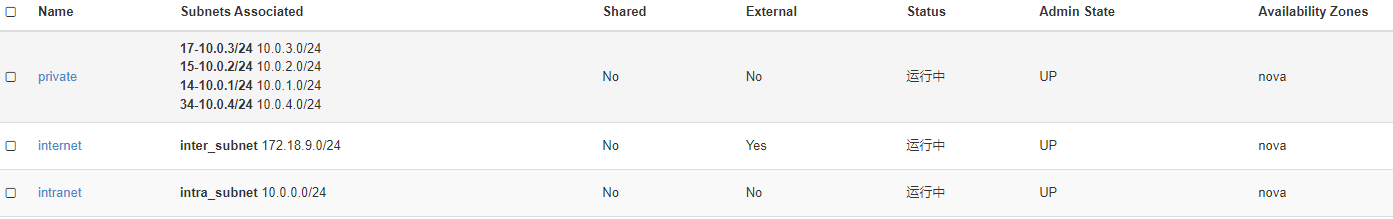 Name Subnets Associated Shared External Status Admin State Availability Zones
17-10.0.3/24 10.0.3.0/24
15-10.0.2/24 10.0.2.0/24
private No No 运行中 UP nova
14-10.0.1/24 10.0.1.0/24
34-10.0.4/24 10.0.4.0/24
internet inter_subnet 172.18.9.0/24 No Yes 运行中 UP nova
intranet intra_subnet 10.0.0.0/24 No No 运行中 UP nova